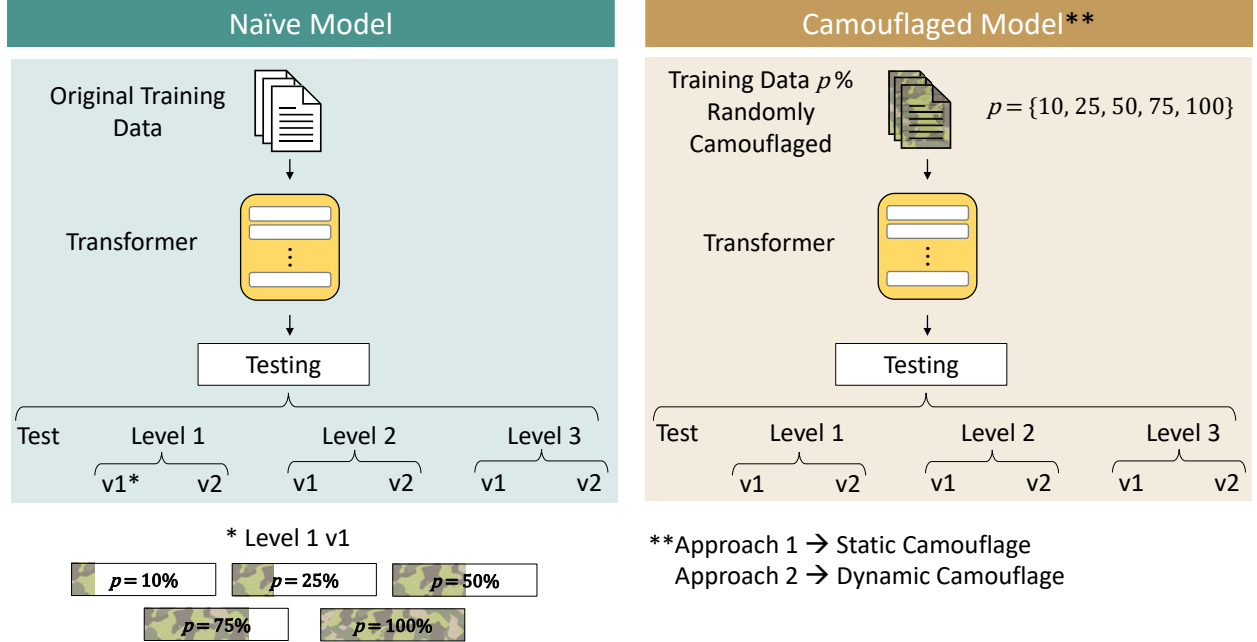 Naïve Model
Original Training
Data
Transformer
Testing
Test Level 1 Level 2 Level 3
v1* v2 v1 v2 v1 v2
* Level 1 v1
p = 10% p = 25% p = 50%
p = 75% p = 100%
Camouflaged Model**
Training Data p %
Randomly
Camouflaged
p = {10, 25, 50, 75, 100}
Transformer
Testing
Test Level 1 Level 2 Level 3
v1 v2 v1 v2 v1 v2
**Approach 1 → Static Camouflage
Approach 2 → Dynamic Camouflage